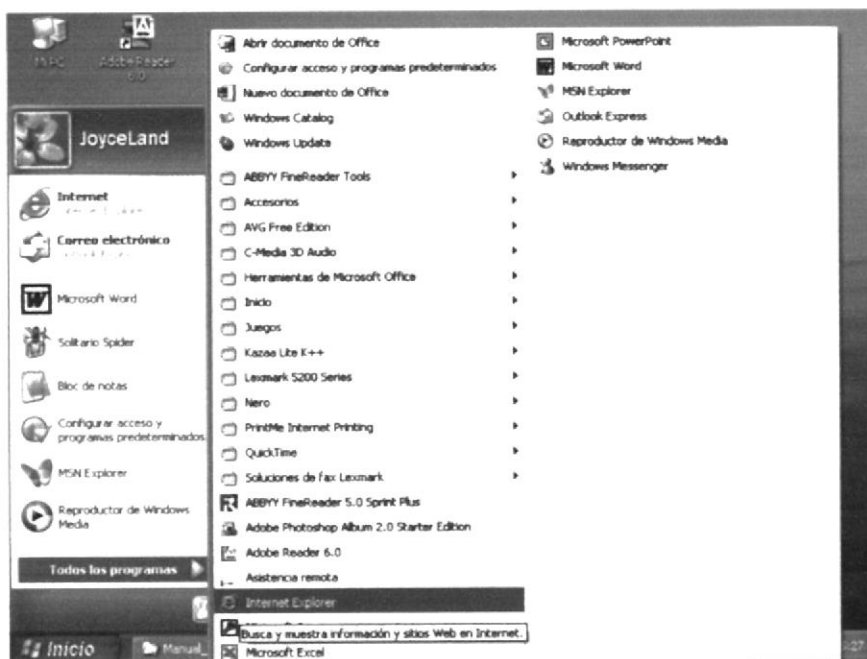 Mi PC
Adobe Reader 6.0
JoyceLand
Internet
Correo electrónico
Microsoft Word
Solitario Spider
Bloc de notas
Configurar acceso y
programas predeterminados
MSN Explorer
Reproductor de Windows
Media
Todos los programas
Inicio
Manual_
Abrir documento de Office
Configurar acceso y programas predeterminados
Nuevo documento de Office
Windows Catalog
Windows Update
ABBYY FineReader Tools
Accesorios
AVG Free Edition
C-Media 3D Audio
Herramientas de Microsoft Office
Inicio
Juegos
Kazaa Lite K++
Lexmark 5200 Series
Nero
PrintMe Internet Printing
QuickTime
Soluciones de fax Lexmark
ABBYY FineReader 5.0 Sprint Plus
Adobe Photoshop Album 2.0 Starter Edition
Adobe Reader 6.0
Asistencia remota
Internet Explorer
Busca y muestra información y sitios Web en Internet.
Microsoft Excel
Microsoft PowerPoint
Microsoft Word
MSN Explorer
Outlook Express
Reproductor de Windows Media
Windows Messenger